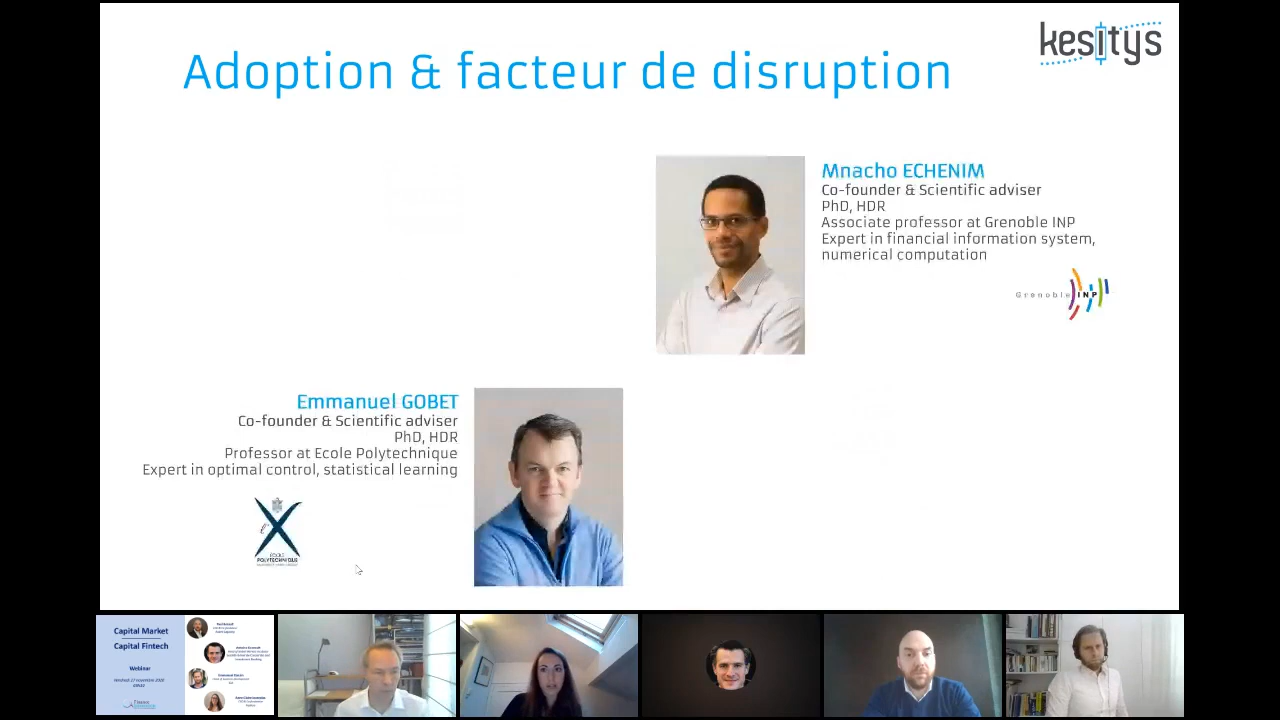 Adoption & facteur de disruption
kesitys
Mnacho ECHENIM
Co-founder & Scientific adviser
PhD, HDR
Associate professor at Grenoble INP
Expert in financial information system,
numerical computation
Grenoble INP
Emmanuel GOBET
Co-founder & Scientific adviser
PhD, HDR
Professor at Ecole Polytechnique
Expert in optimal control, statistical learning
ÉCOLE
POLYTECHNIQUE
Capital Market
Capital Fintech
Webinar